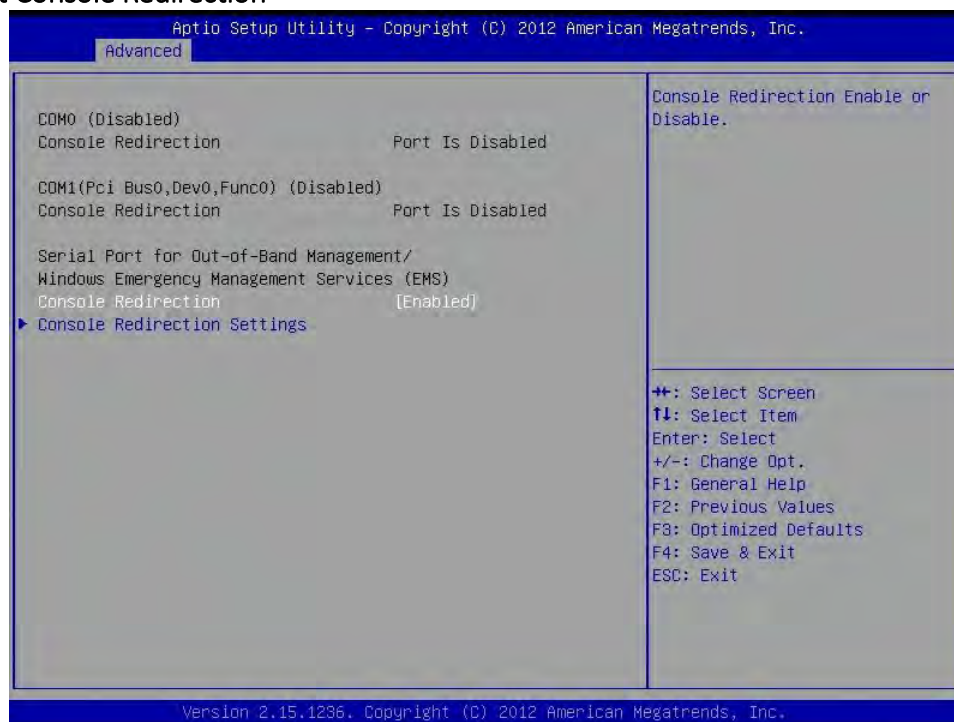 t Console Redirection
Aptio Setup Utility – Copyright (C) 2012 American Megatrends, Inc.
Advanced
COM0 (Disabled)
Console Redirection Port Is Disabled
COM1(Pci Bus0,Dev0,Func0) (Disabled)
Console Redirection Port Is Disabled
Serial Port for Out-of-Band Management/
Windows Emergency Management Services (EMS)
Console Redirection [Enabled]
Console Redirection Settings
Console Redirection Enable or
Disable.
→←: Select Screen
↑↓: Select Item
Enter: Select
+/-: Change Opt.
F1: General Help
F2: Previous Values
F3: Optimized Defaults
F4: Save & Exit
ESC: Exit
Version 2.15.1236. Copyright (C) 2012 American Megatrends, Inc.